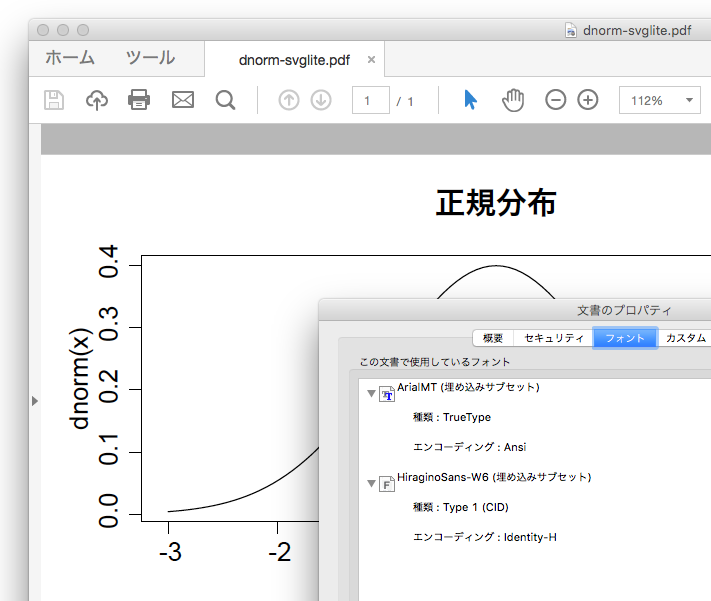 dnorm-svglite.pdf
ホーム ツール dnorm-svglite.pdf ×
1 / 1 112%
正規分布
0.4
0.3
0.2
0.1
0.0
dnorm(x)
-3 -2
文書のプロパティ
概要 セキュリティ フォント カスタム
この文書で使用しているフォント
ArialMT (埋め込みサブセット)
種類 : TrueType
エンコーディング : Ansi
HiraginoSans-W6 (埋め込みサブセット)
種類 : Type 1 (CID)
エンコーディング : Identity-H